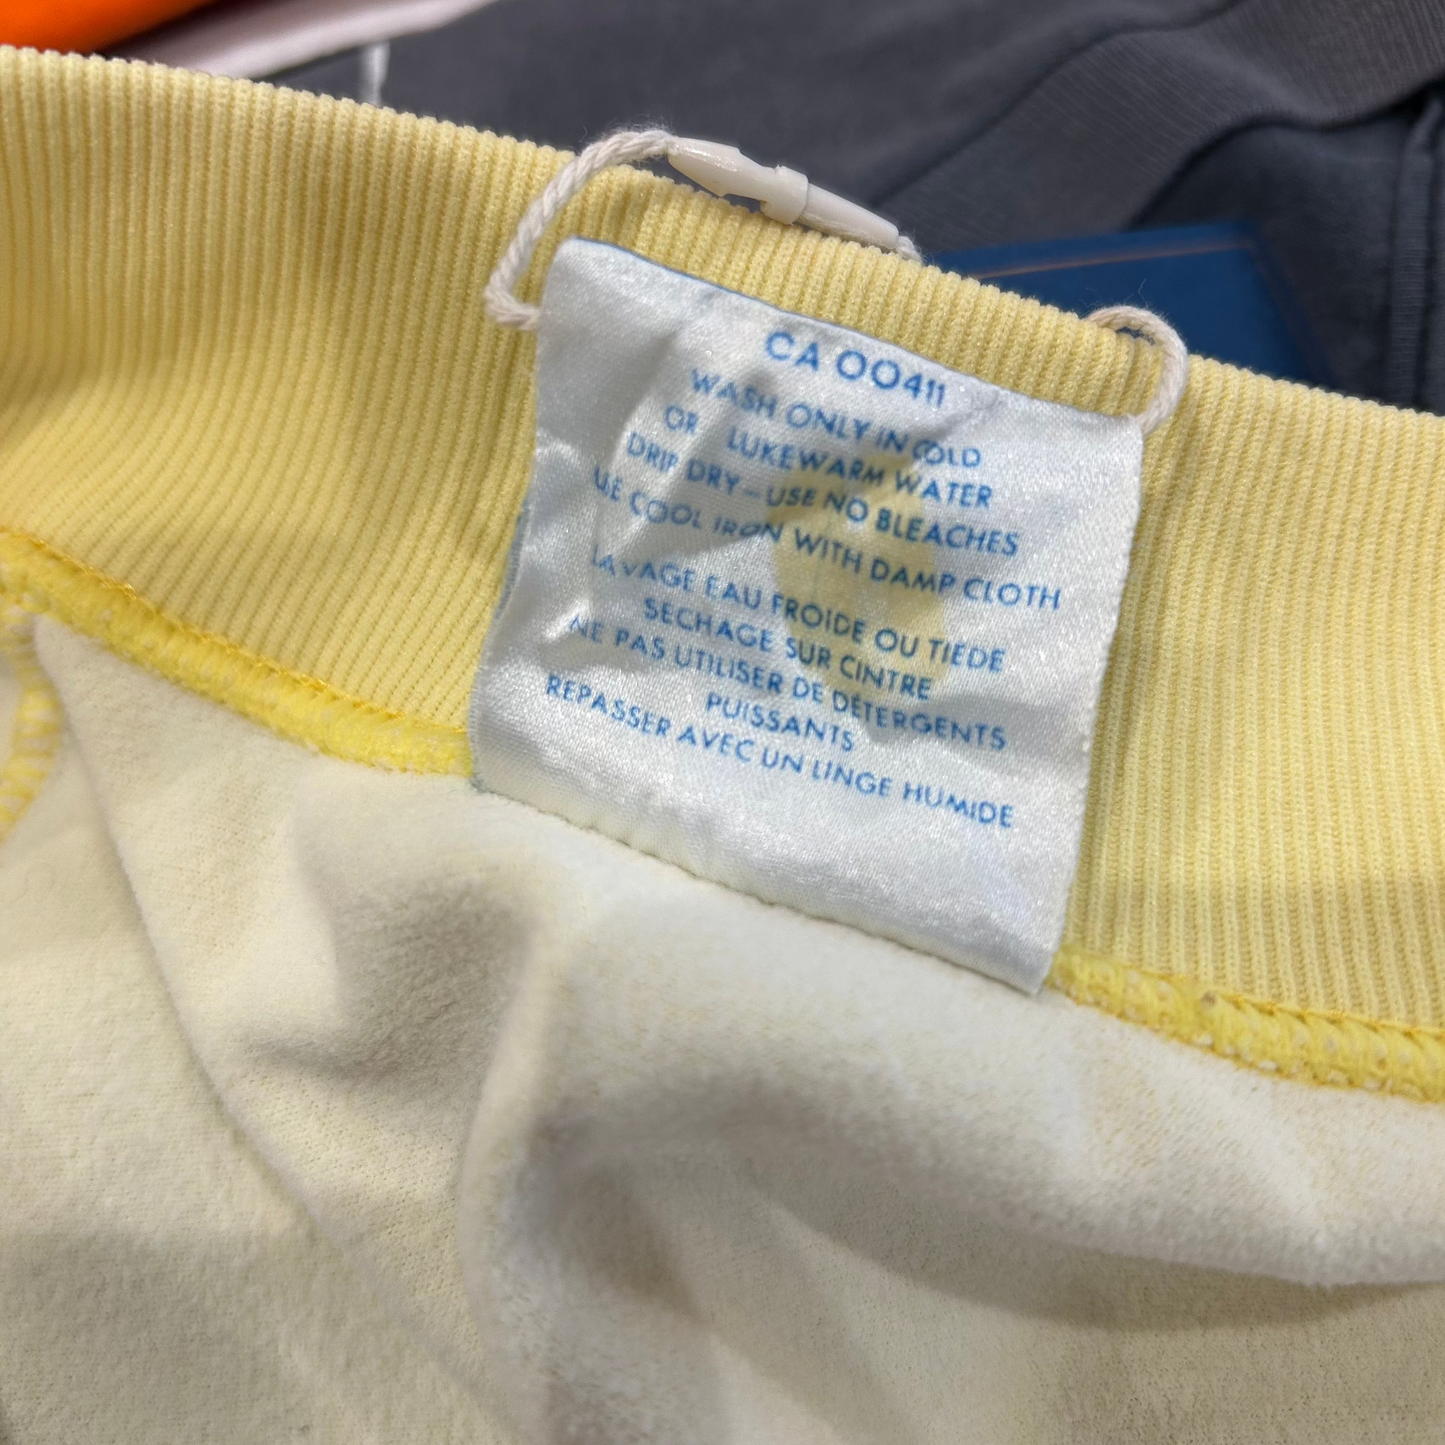 CA 00411
WASH ONLY IN COLD
OR LUKEWARM WATER
DRIP DRY – USE NO BLEACHES
USE COOL IRON WITH DAMP CLOTH
LAVAGE EAU FROIDE OU TIEDE
SECHAGE SUR CINTRE
NE PAS UTILISER DE DETERGENTS
PUISSANTS
REPASSER AVEC UN LINGE HUMIDE